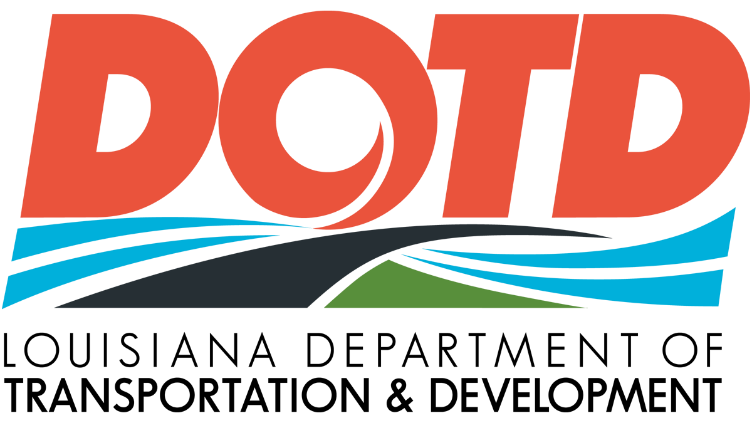 DOTD
LOUISIANA DEPARTMENT OF
TRANSPORTATION & DEVELOPMENT